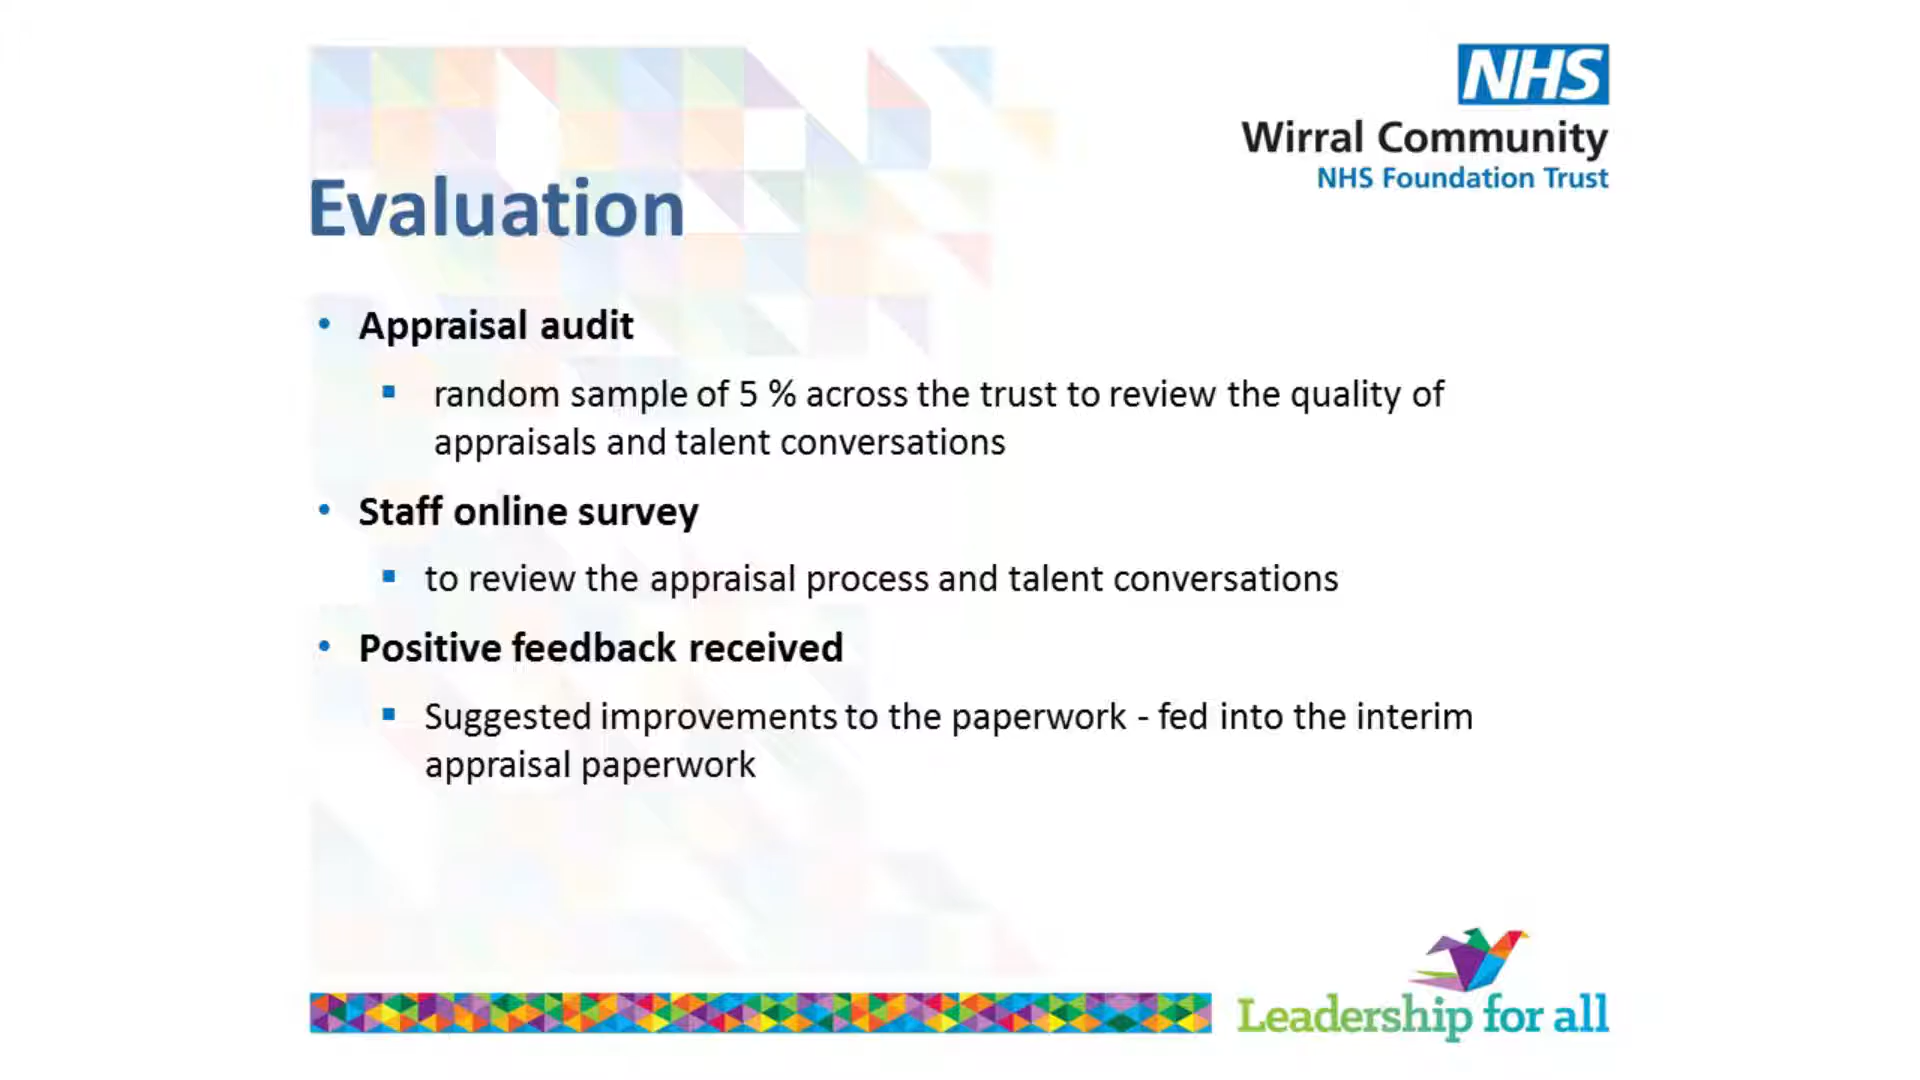 NHS
Wirral Community
NHS Foundation Trust
Evaluation
• Appraisal audit
▪ random sample of 5 % across the trust to review the quality of
appraisals and talent conversations
• Staff online survey
▪ to review the appraisal process and talent conversations
• Positive feedback received
▪ Suggested improvements to the paperwork - fed into the interim
appraisal paperwork
Leadership for all